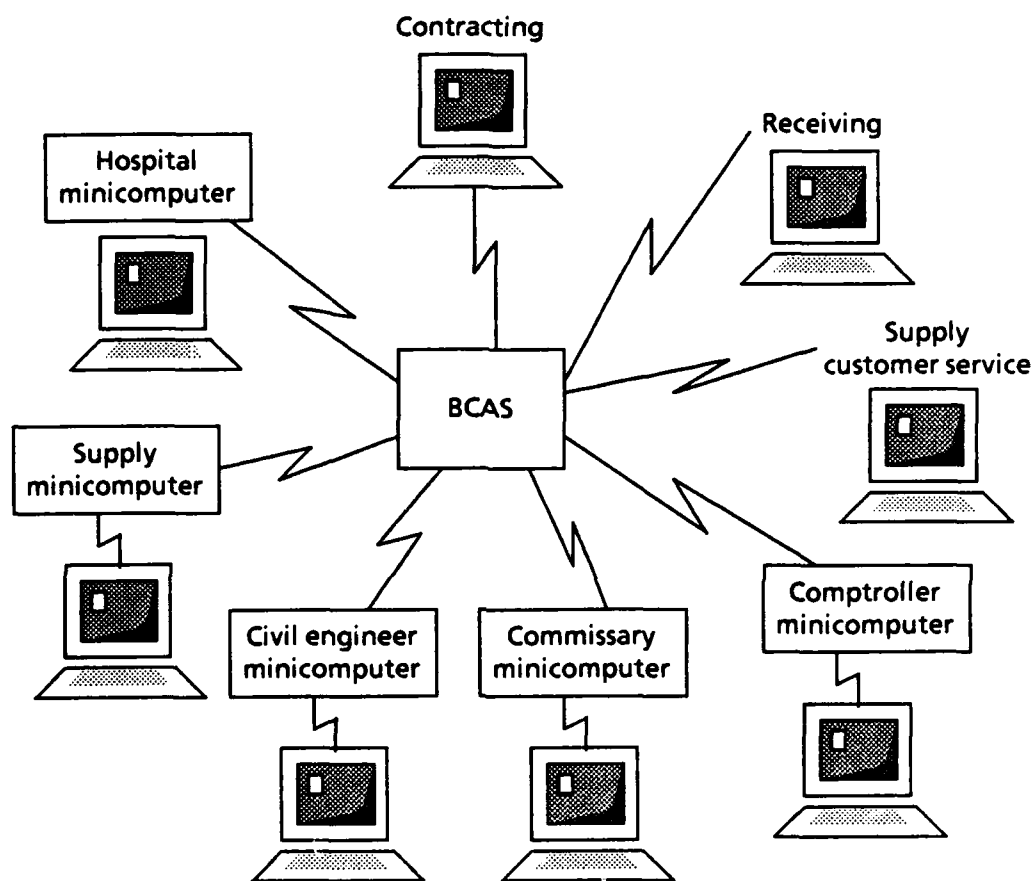 Contracting
Receiving
Hospital
minicomputer
Supply
customer service
BCAS
Supply
minicomputer
Comptroller
minicomputer
Civil engineer
minicomputer
Commissary
minicomputer